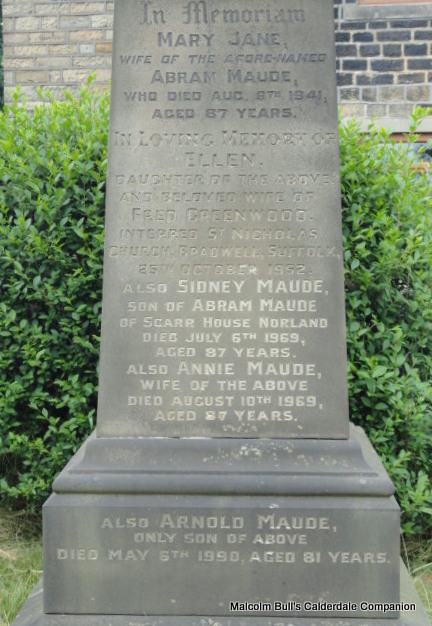 In Memoriam
MARY JANE,
WIFE OF THE AFORE-NAMED
ABRAM MAUDE,
WHO DIED AUG. 8TH 1941,
AGED 87 YEARS.
IN LOVING MEMORY OF
ELLEN,
DAUGHTER OF THE ABOVE
AND BELOVED WIFE OF
FRED GREENWOOD.
INTERRED ST NICHOLAS
CHURCH, BRADWELL, SUFFOLK,
25TH OCTOBER 1952.
ALSO SIDNEY MAUDE,
SON OF ABRAM MAUDE
OF SCARR HOUSE NORLAND
DIED JULY 6TH 1969,
AGED 87 YEARS.
ALSO ANNIE MAUDE,
WIFE OF THE ABOVE
DIED AUGUST 10TH 1969,
AGED 87 YEARS.
ALSO ARNOLD MAUDE,
ONLY SON OF ABOVE
DIED MAY 6TH 1990, AGED 81 YEARS.
Malcolm Bull's Calderdale Companion